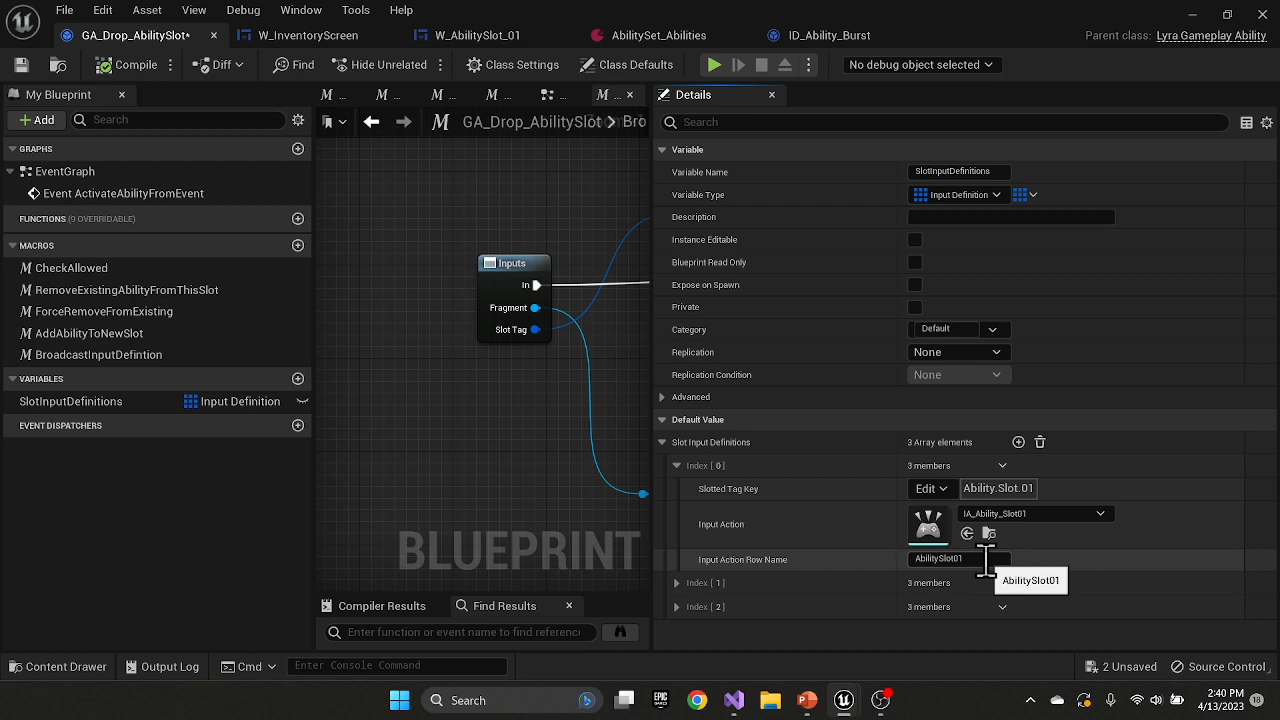 File Edit Asset View Debug Window Tools Help
GA_Drop_AbilitySlot* W_InventoryScreen W_AbilitySlot_01 AbilitySet_Abilities ID_Ability_Burst Parent class: Lyra Gameplay Ability
Compile Diff Find Hide Unrelated Class Settings Class Defaults No debug object selected
My Blueprint M ... M ... M ... M ... ... M ... Details
Add Search GA_Drop_AbilitySlot > Bro Search
GRAPHS
Variable
EventGraph
Variable Name SlotInputDefinitions
Event ActivateAbilityFromEvent
Variable Type Input Definition
FUNCTIONS (9 OVERRIDABLE)
Description
MACROS
Instance Editable
CheckAllowed
Blueprint Read Only
RemoveExistingAbilityFromThisSlot
Expose on Spawn
ForceRemoveFromExisting
Private
AddAbilityToNewSlot
Category Default
BroadcastInputDefintion
Replication None
VARIABLES
Replication Condition None
SlotInputDefinitions Input Definition
Advanced
EVENT DISPATCHERS
Default Value
Inputs
In
Fragment
Slot Tag
BLUEPRINT
Slot Input Definitions 3 Array elements
Index [ 0 ] 3 members
Slotted Tag Key Edit Ability.Slot.01
Input Action IA_Ability_Slot01
Input Action Row Name AbilitySlot01
AbilitySlot01
Index [ 1 ] 3 members
Index [ 2 ] 3 members
Compiler Results Find Results
Enter function or event name to find reference
Content Drawer Output Log Cmd Enter Console Command 2 Unsaved Source Control
Search EPIC GAMES 2:40 PM
4/13/2023 18